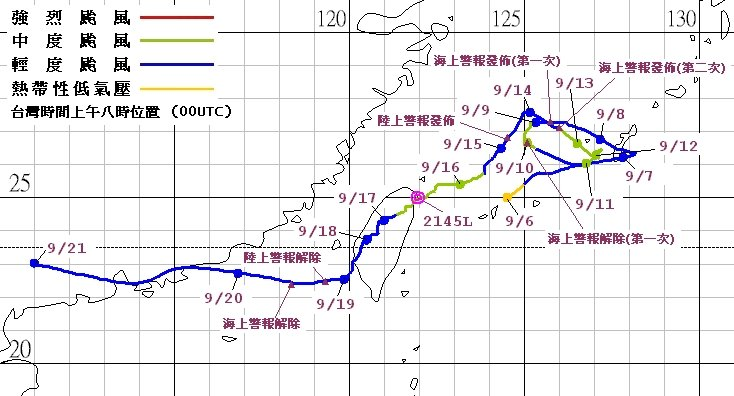 強烈颱風
中度颱風
輕度颱風
熱帶性低氣壓
台灣時間上午八時位置 (00UTC)
120
125
130
海上警報發佈(第一次)
海上警報發佈(第二次)
9/14
9/13
9/9
9/8
陸上警報發佈
9/15
9/10
9/12
9/16
9/7
25
9/17
9/11
2145L
9/6
9/18
海上警報解除(第一次)
9/21
陸上警報解除
9/20
9/19
海上警報解除
20